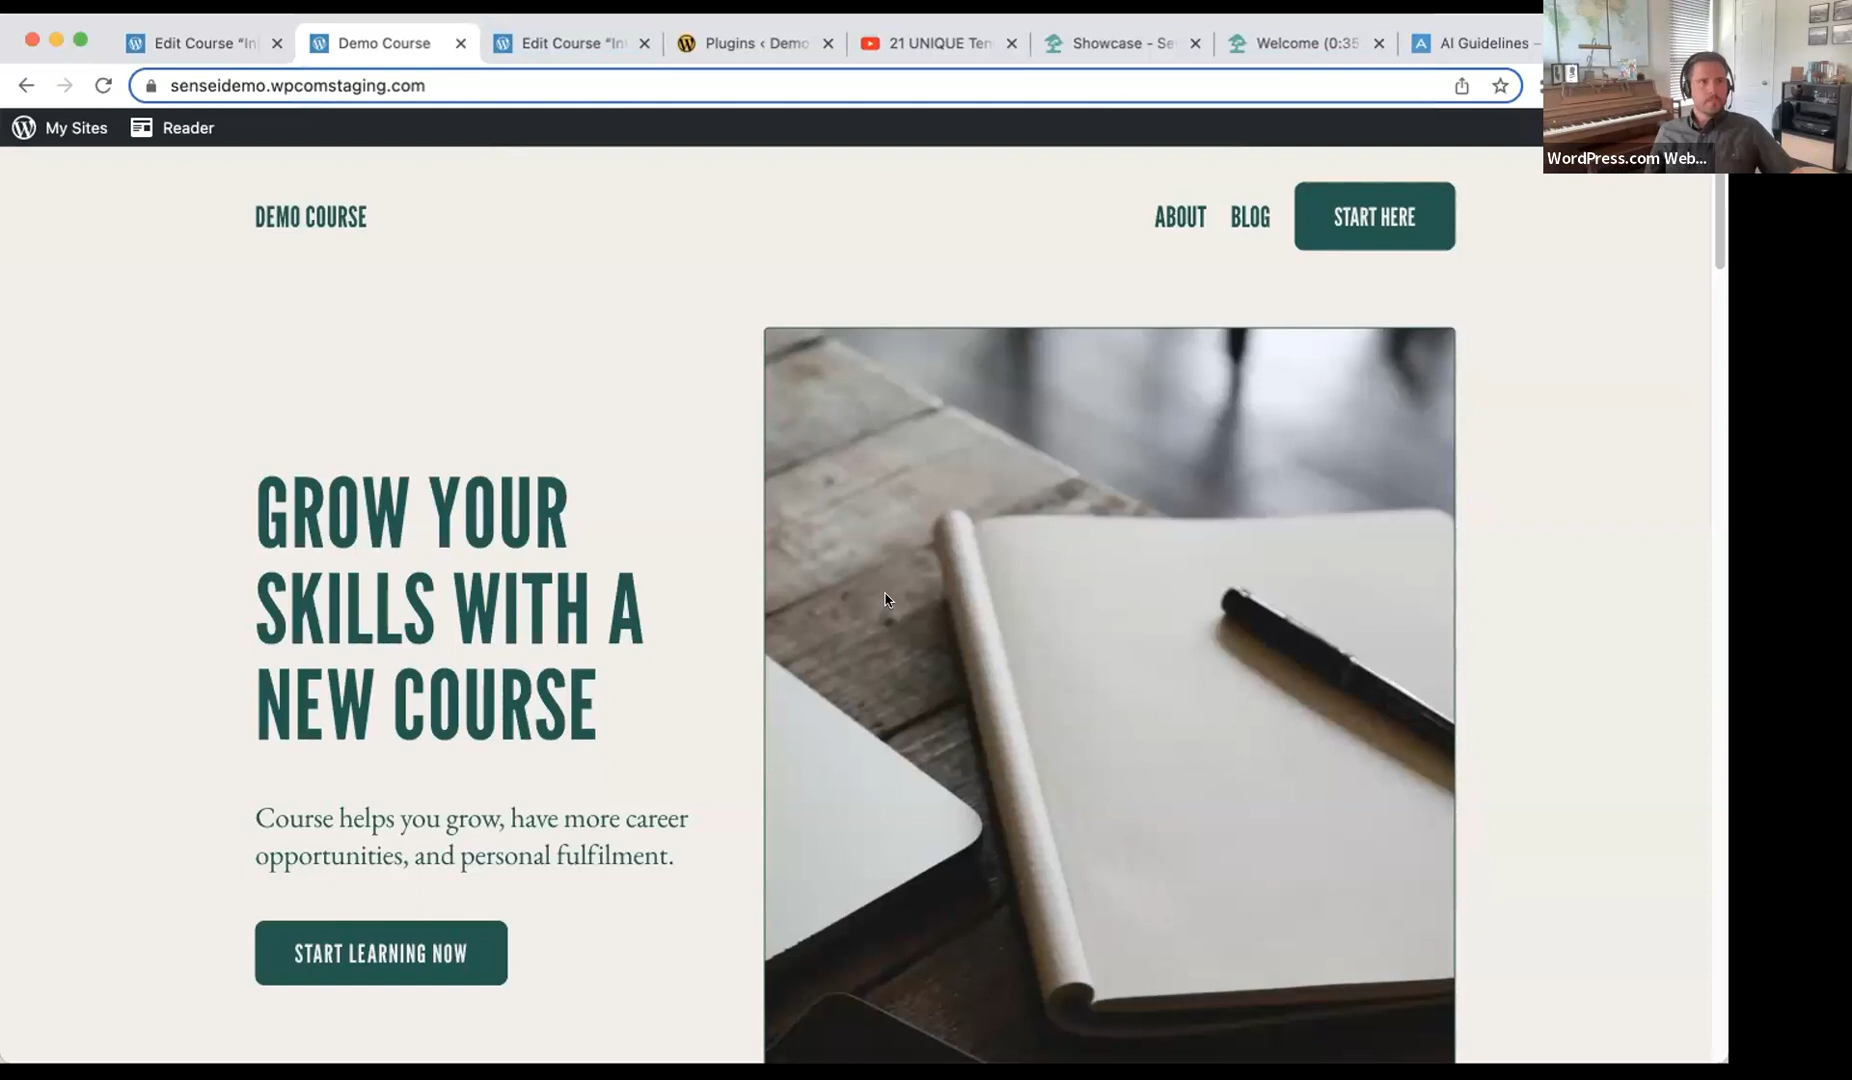 Edit Course “In
Demo Course
Edit Course “In
Plugins ‹ Demo
21 UNIQUE Tem
Showcase - Se
Welcome (0:35
AI Guidelines –
senseidemo.wpcomstaging.com
My Sites
Reader
WordPress.com Web...
DEMO COURSE
ABOUT
BLOG
START HERE
GROW YOUR
SKILLS WITH A
NEW COURSE
Course helps you grow, have more career
opportunities, and personal fulfilment.
START LEARNING NOW